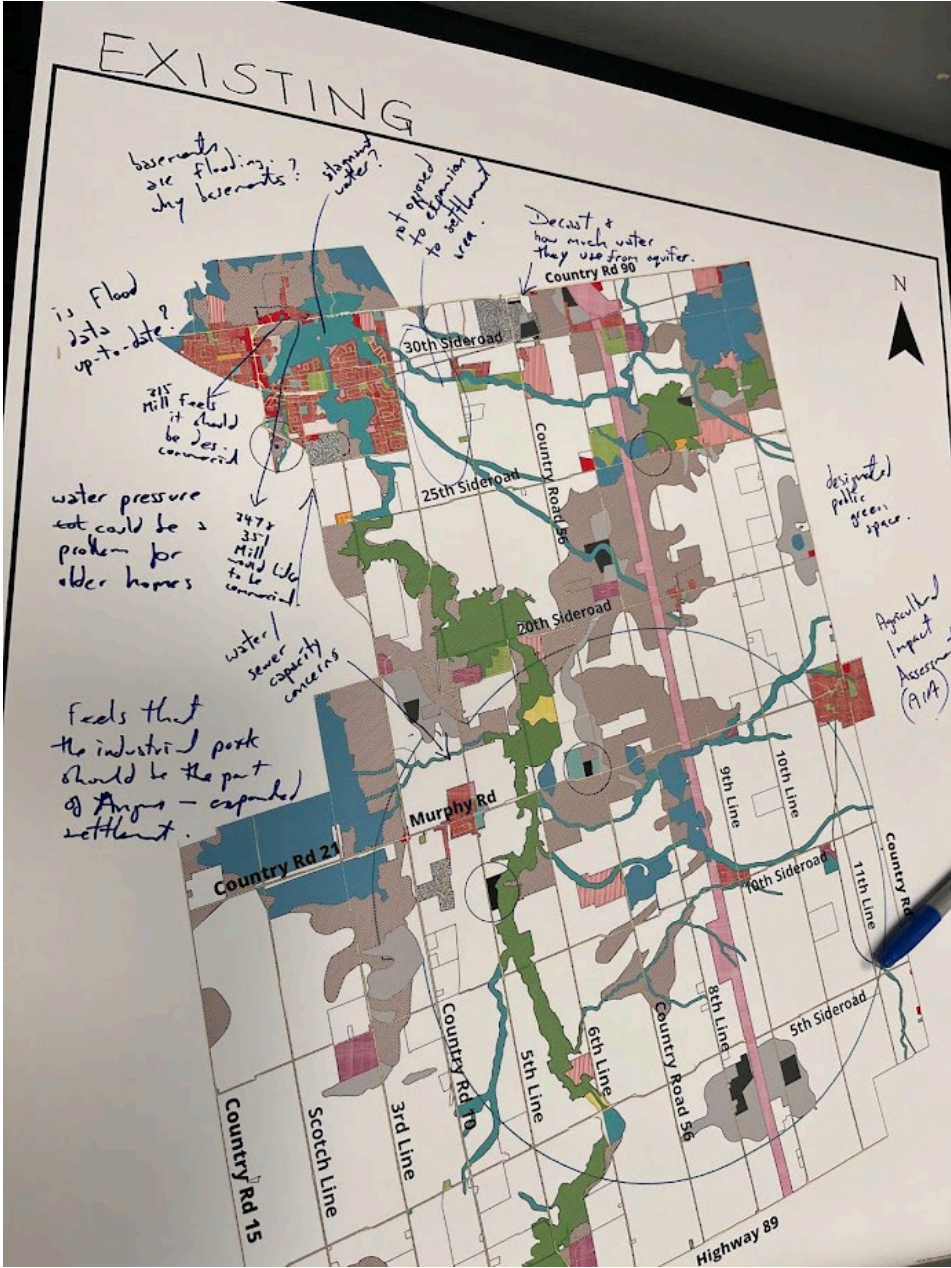 EXISTING
basements
are flooding.
why basements?
stagnant
water?
not opposed
to expansion
to settlement
area.
Decast &
how much water
they use from aquifer.
Country Rd 90
N
is Flood
data ?
up-to-date?
30th Sideroad
Mill feels
it should
be des.
commercial
Country Road 56
25th Sideroad
designated
public
green
space.
water pressure
could be a
problem for
older homes
351
Mill
would like
to be
commercial
20th Sideroad
water/
sewer
capacity
concerns
Agricultural
Impact
Assessm
(AIA)
Feels that
the industrial park
should be the part
of Angus – expanded
settlement.
Murphy Rd
Country Rd 21
9th Line
10th Line
10th Sideroad
11th Line
Country Rd
Country Rd 15
Scotch Line
3rd Line
Country Rd 10
5th Line
6th Line
Country Road 56
8th Line
5th Sideroad
Highway 89